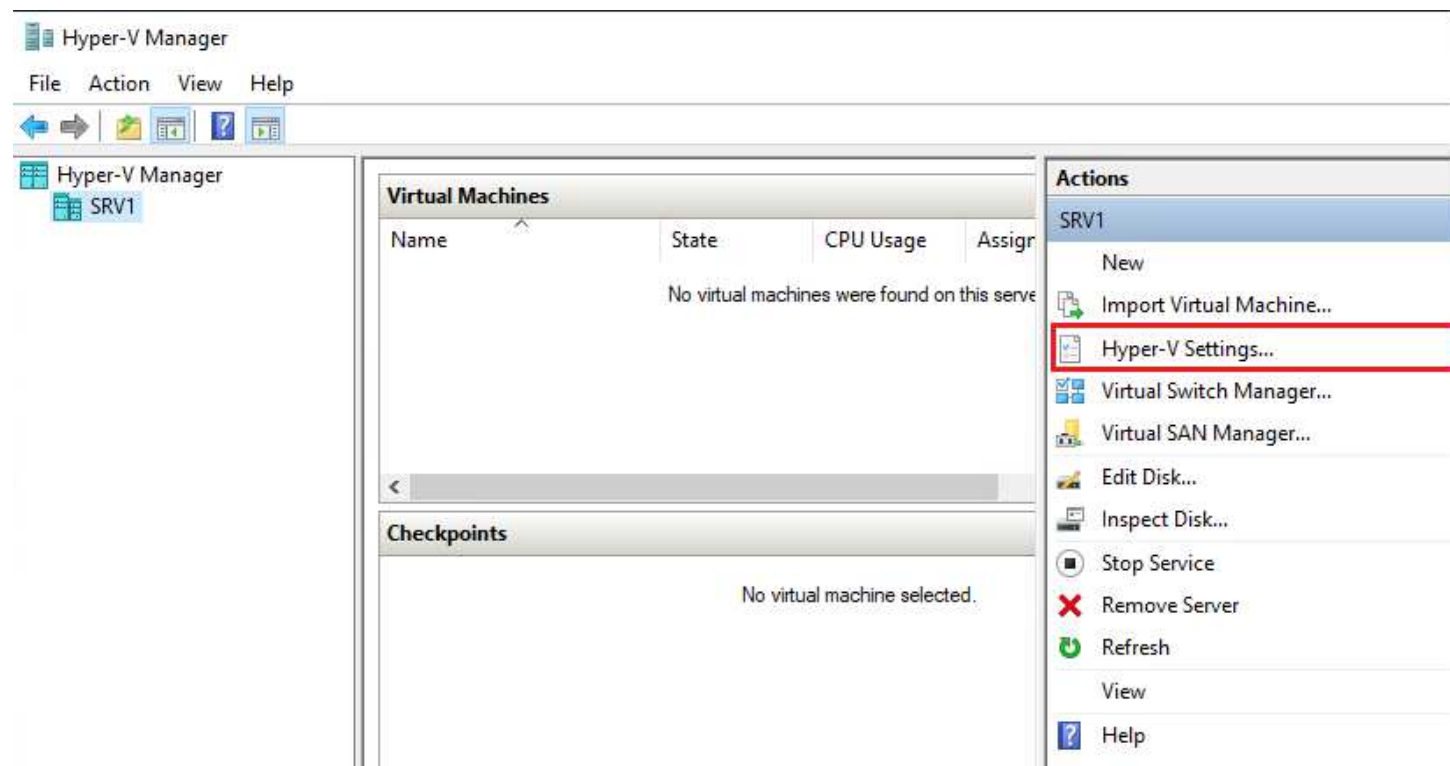 Hyper-V Manager
File Action View Help
Hyper-V Manager
SRV1
Virtual Machines
Name State CPU Usage Assign
No virtual machines were found on this serve
Checkpoints
No virtual machine selected.
Actions
SRV1
New
Import Virtual Machine...
Hyper-V Settings...
Virtual Switch Manager...
Virtual SAN Manager...
Edit Disk...
Inspect Disk...
Stop Service
Remove Server
Refresh
View
Help